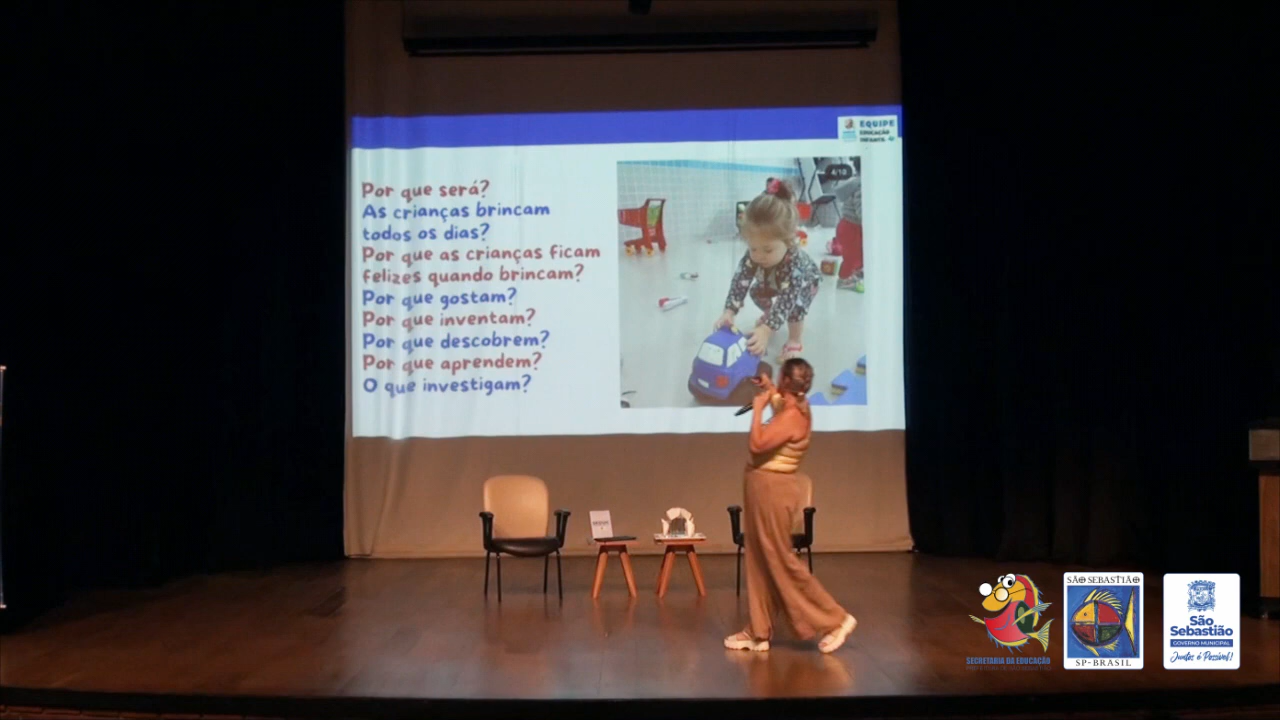 EQUIPE
EDUCAÇÃO
INFANTIL
Por que será?
As crianças brincam
todos os dias?
Por que as crianças ficam
felizes quando brincam?
Por que gostam?
Por que inventam?
Por que descobrem?
Por que aprendem?
O que investigam?
SECRETARIA DA EDUCAÇÃO
SÃO SEBASTIÃO
SP-BRASIL
São
Sebastião
GOVERNO MUNICIPAL
Juntos é Possível!